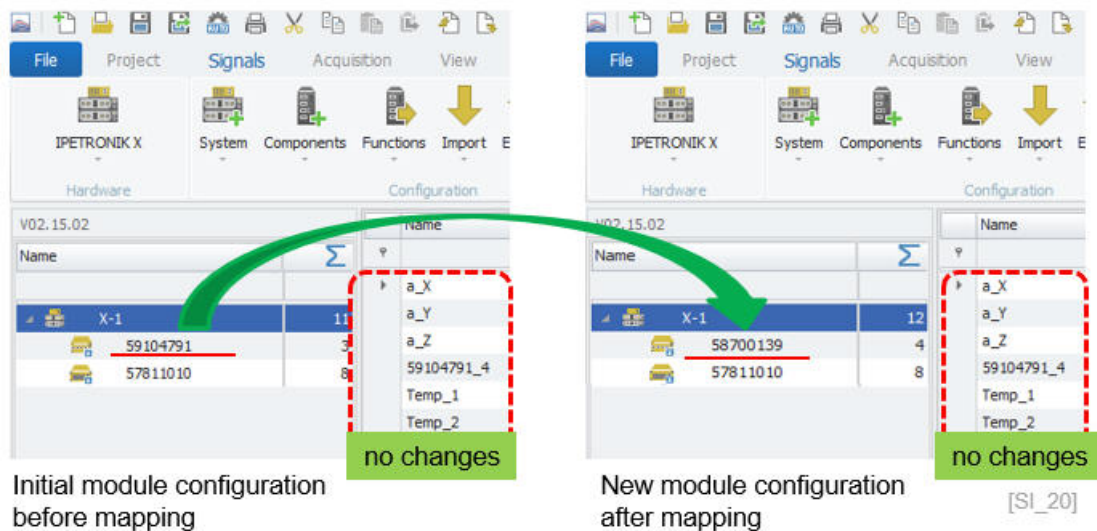 AUTO
File Project Signals Acquisition View
IPETRONIK X System Components Functions Import E
Hardware Configuration
V02.15.02
Name Σ Name
X-1 11 a_X
59104791 3 a_Y
57811010 8 a_Z
59104791_4
Temp_1
Temp_2
no changes
Initial module configuration
before mapping
AUTO
File Project Signals Acquisition View
IPETRONIK X System Components Functions Import E
Hardware Configuration
V02.15.02
Name Σ Name
X-1 12 a_X
58700139 4 a_Y
57811010 8 a_Z
59104791_4
Temp_1
Temp_2
no changes
New module configuration
after mapping
[SI_20]